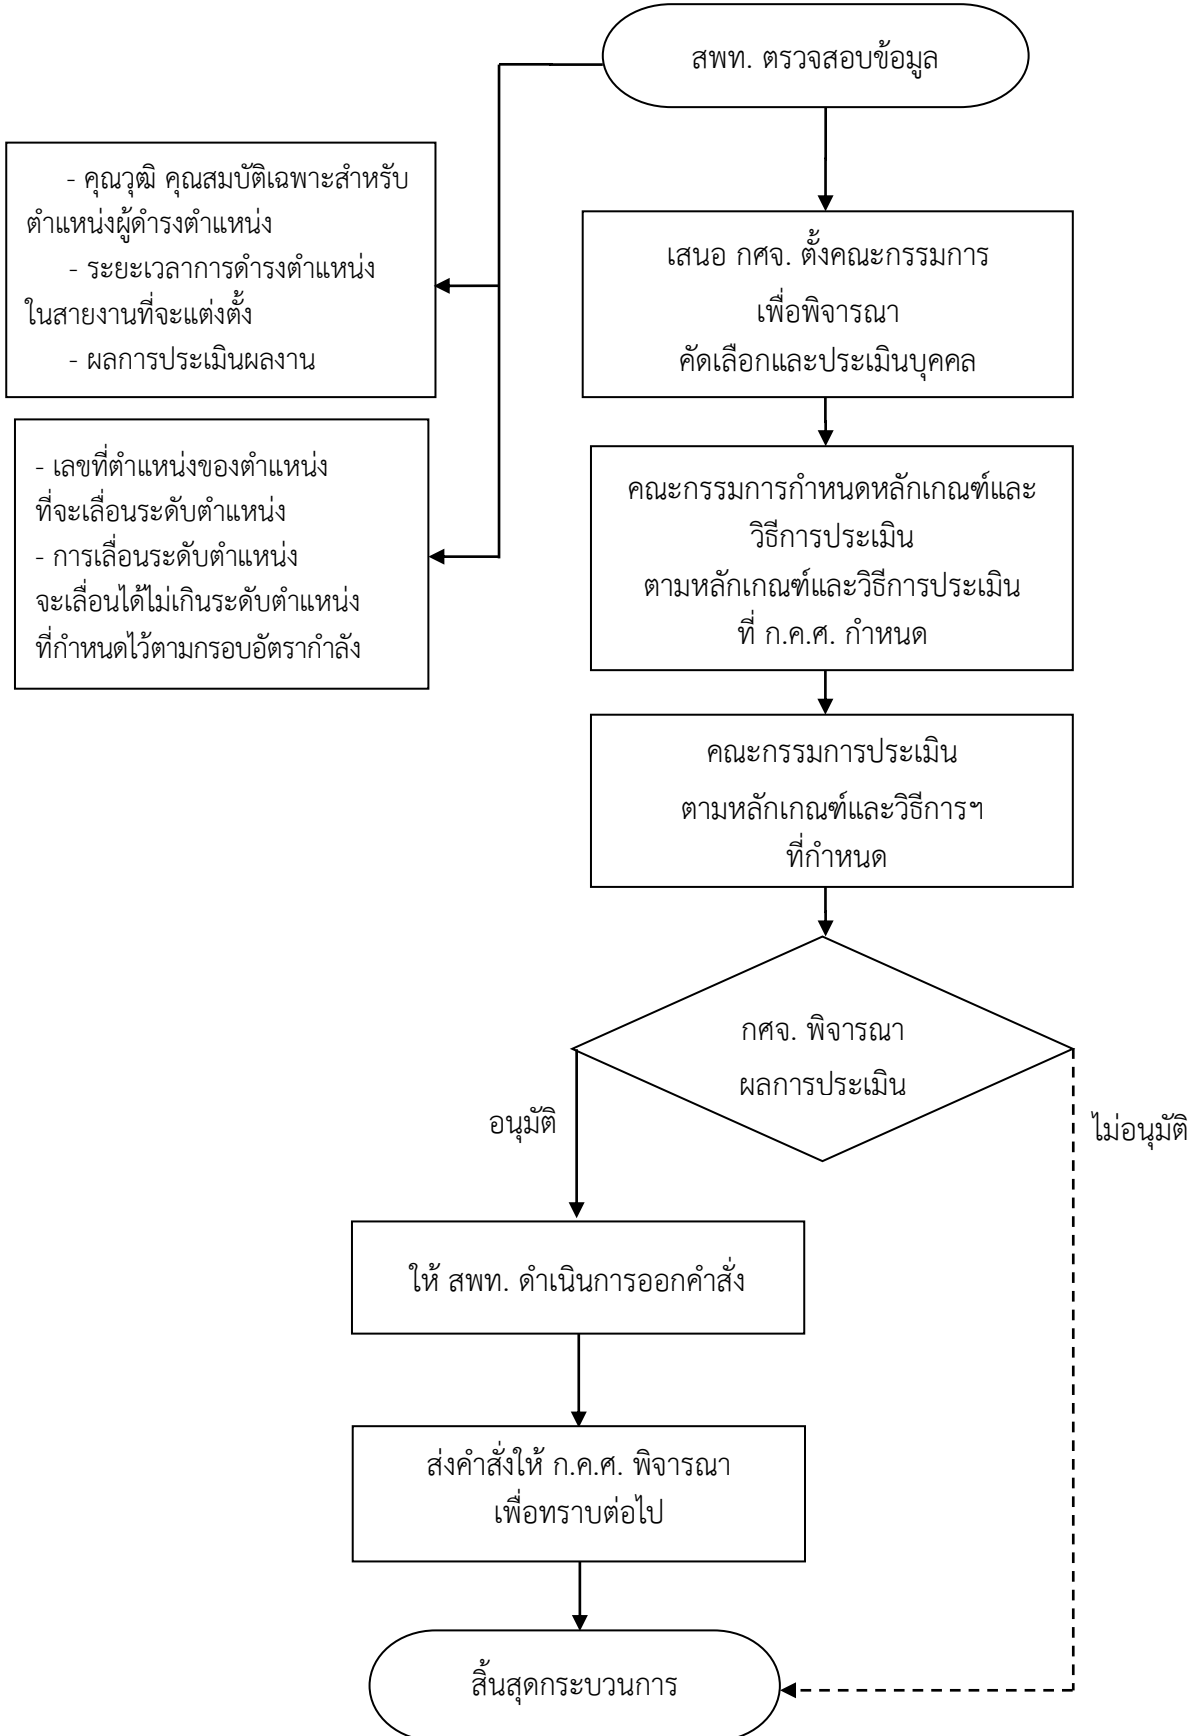 สพท. ตรวจสอบข้อมูล
- คุณวุฒิ คุณสมบัติเฉพาะสำหรับ
ตำแหน่งผู้ดำรงตำแหน่ง
- ระยะเวลาการดำรงตำแหน่ง
ในสายงานที่จะแต่งตั้ง
- ผลการประเมินผลงาน
- เลขที่ตำแหน่งของตำแหน่ง
ที่จะเลื่อนระดับตำแหน่ง
- การเลื่อนระดับตำแหน่ง
จะเลื่อนได้ไม่เกินระดับตำแหน่ง
ที่กำหนดไว้ตามกรอบอัตรากำลัง
เสนอ กศจ. ตั้งคณะกรรมการ
เพื่อพิจารณา
คัดเลือกและประเมินบุคคล
คณะกรรมการกำหนดหลักเกณฑ์และ
วิธีการประเมิน
ตามหลักเกณฑ์และวิธีการประเมิน
ที่ ก.ค.ศ. กำหนด
คณะกรรมการประเมิน
ตามหลักเกณฑ์และวิธีการฯ
ที่กำหนด
กศจ. พิจารณา
ผลการประเมิน
อนุมัติ
ไม่อนุมัติ
ให้ สพท. ดำเนินการออกคำสั่ง
ส่งคำสั่งให้ ก.ค.ศ. พิจารณา
เพื่อทราบต่อไป
สิ้นสุดกระบวนการ